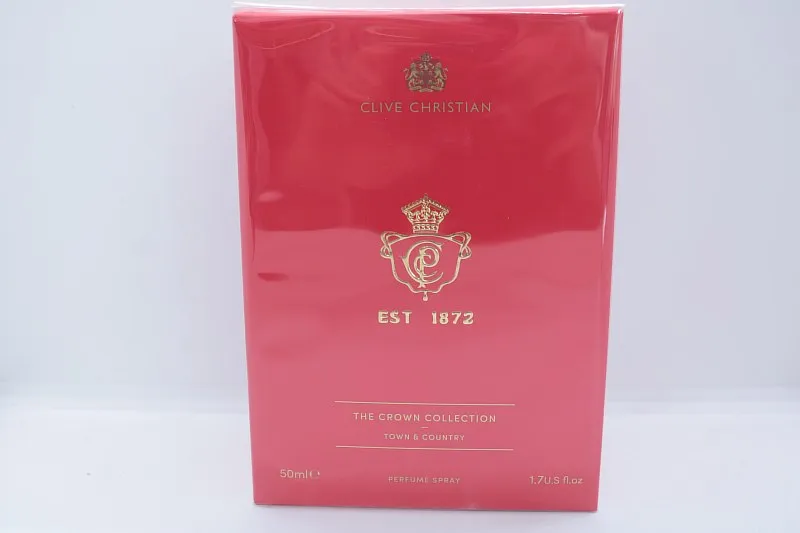 CLIVE CHRISTIAN
EST 1872
THE CROWN COLLECTION
TOWN & COUNTRY
50ml℮ PERFUME SPRAY 1.7U.S fl.oz